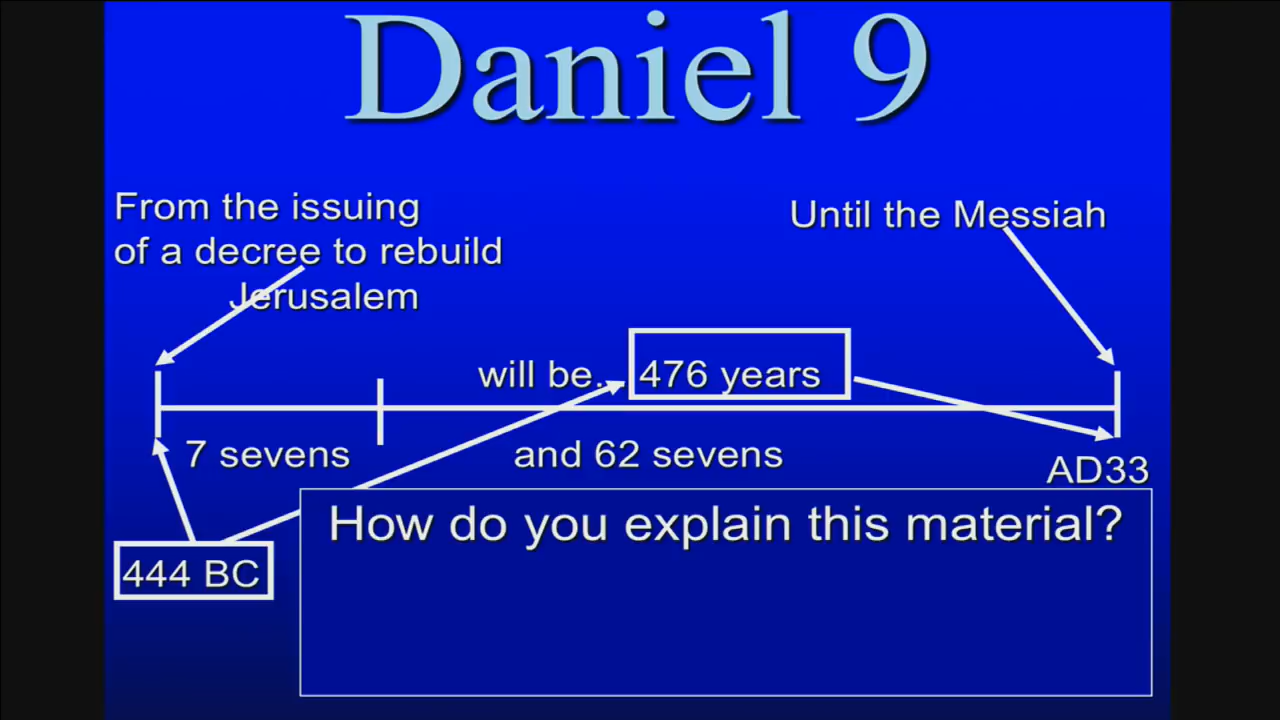 Daniel 9
From the issuing
of a decree to rebuild
Jerusalem
Until the Messiah
will be...
476 years
7 sevens
and 62 sevens
AD33
How do you explain this material?
444 BC